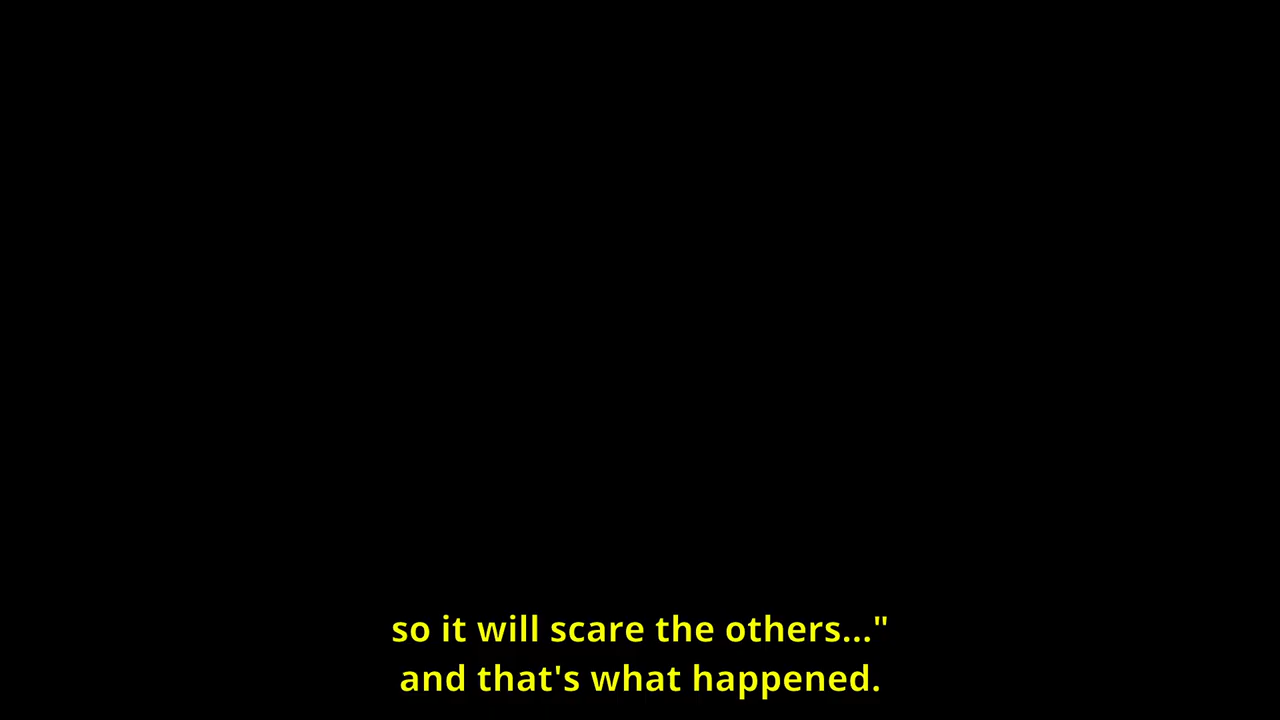 so it will scare the others..."
and that's what happened.